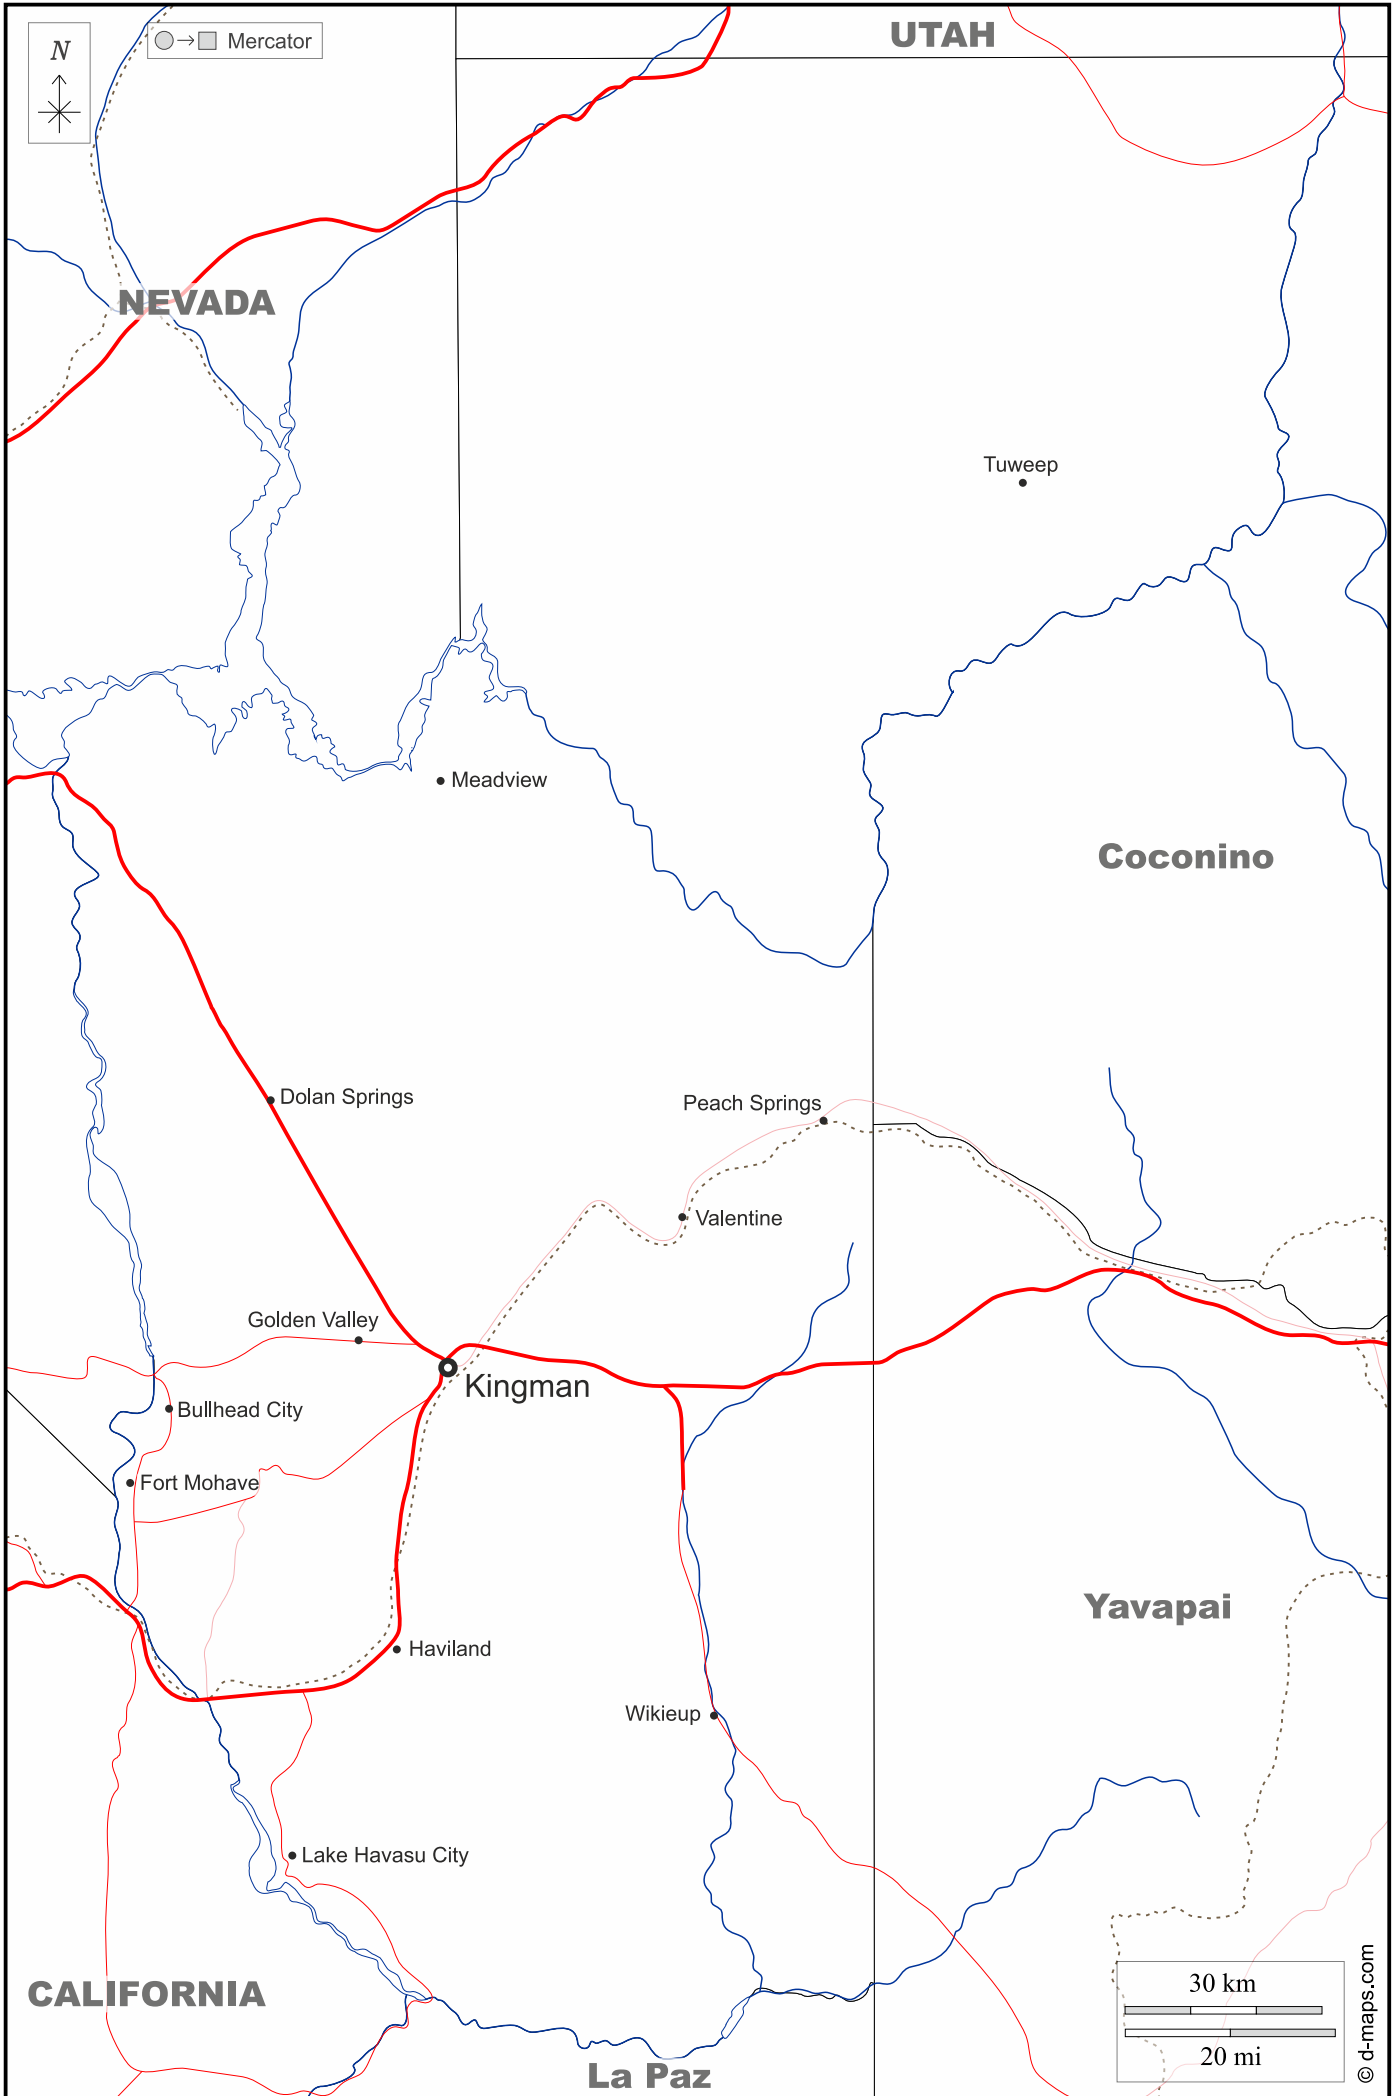 UTAH
N
Mercator
NEVADA
Tuweep
Meadview
Coconino
Dolan Springs
Peach Springs
Valentine
Golden Valley
Kingman
Bullhead City
Fort Mohave
Yavapai
Haviland
Wikieup
Lake Havasu City
CALIFORNIA
30 km
20 mi
La Paz
© d-maps.com